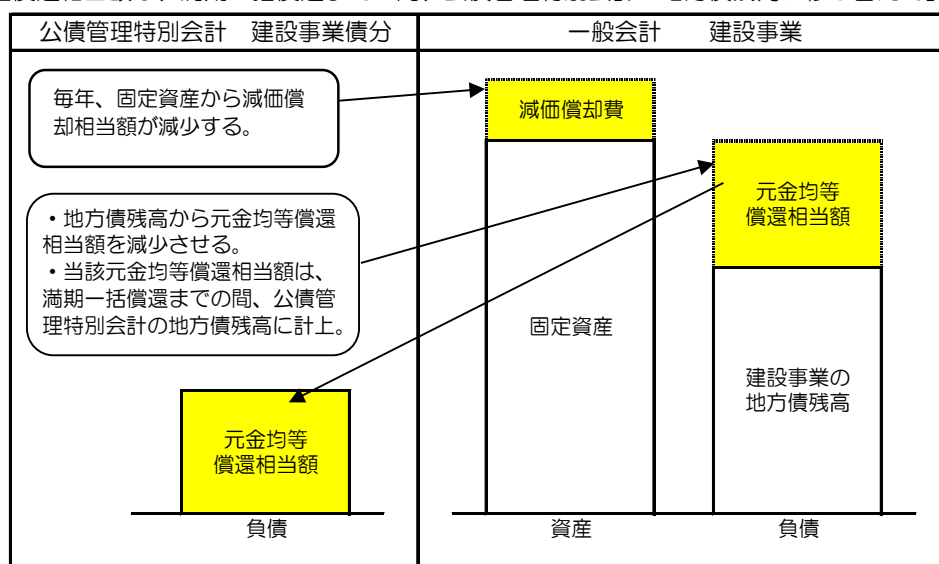 公債管理特別会計　建設事業債分
一般会計　　建設事業
毎年、固定資産から減価償
却相当額が減少する。
・地方債残高から元金均等償還
相当額を減少させる。
・当該元金均等償還相当額は、
満期一括償還までの間、公債管
理特別会計の地方債残高に計上。
元金均等
償還相当額
負債
減価償却費
固定資産
資産
元金均等
償還相当額
建設事業の
地方債残高
負債